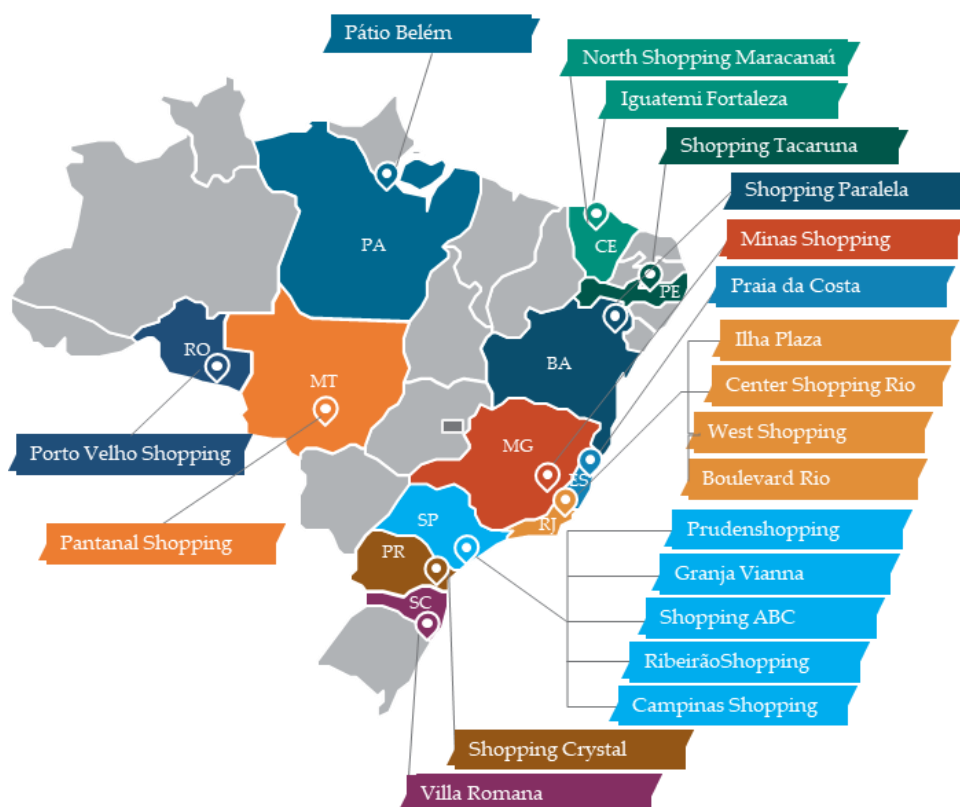 Pátio Belém
North Shopping Maracanaú
Iguatemi Fortaleza
Shopping Tacaruna
Shopping Paralela
Minas Shopping
Praia da Costa
Ilha Plaza
Center Shopping Rio
West Shopping
Boulevard Rio
PA
CE
PE
RO
MT
BA
MG
ES
RJ
SP
PR
SC
Porto Velho Shopping
Pantanal Shopping
Prudenshopping
Granja Vianna
Shopping ABC
RibeirãoShopping
Campinas Shopping
Shopping Crystal
Villa Romana